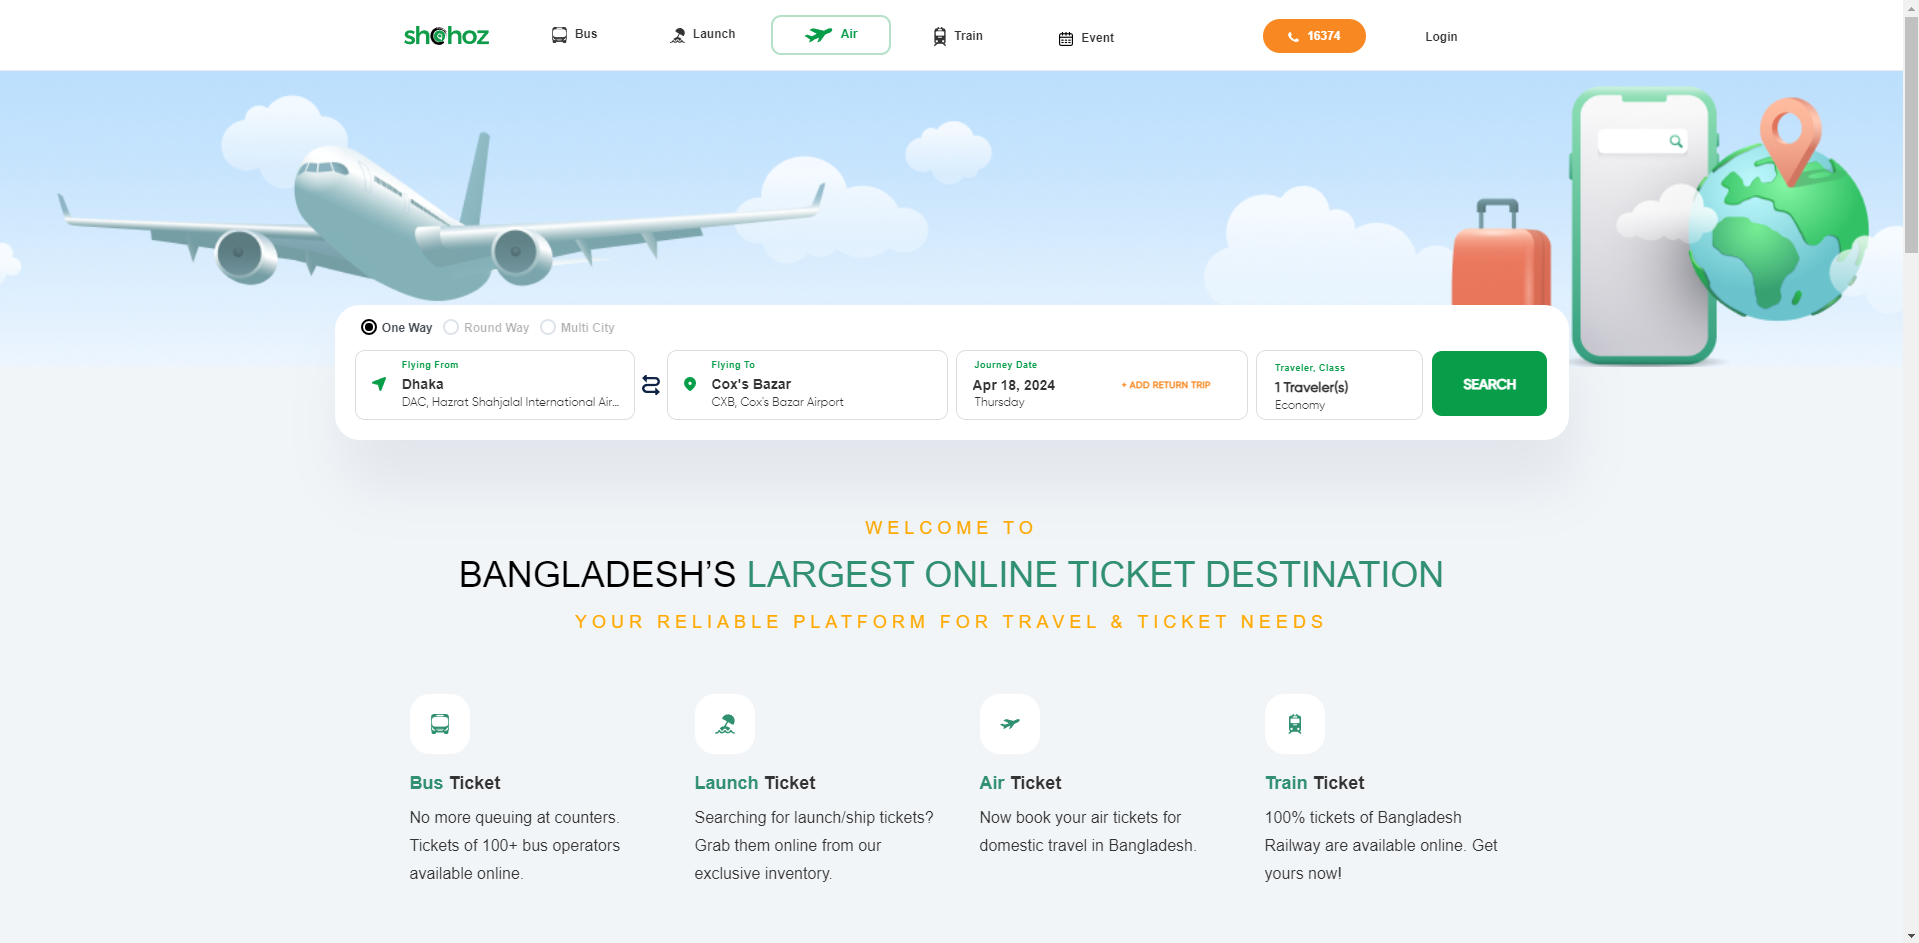 shohoz
Bus
Launch
Air
Train
Event
16374
Login
One Way
Round Way
Multi City
Flying From
Dhaka
DAC, Hazrat Shahjalal International Air...
Flying To
Cox's Bazar
CXB, Cox's Bazar Airport
Journey Date
Apr 18, 2024
Thursday
+ ADD RETURN TRIP
Traveler, Class
1 Traveler(s)
Economy
SEARCH
WELCOME TO
BANGLADESH’S LARGEST ONLINE TICKET DESTINATION
YOUR RELIABLE PLATFORM FOR TRAVEL & TICKET NEEDS
Bus Ticket
No more queuing at counters.
Tickets of 100+ bus operators
available online.
Launch Ticket
Searching for launch/ship tickets?
Grab them online from our
exclusive inventory.
Air Ticket
Now book your air tickets for
domestic travel in Bangladesh.
Train Ticket
100% tickets of Bangladesh
Railway are available online. Get
yours now!